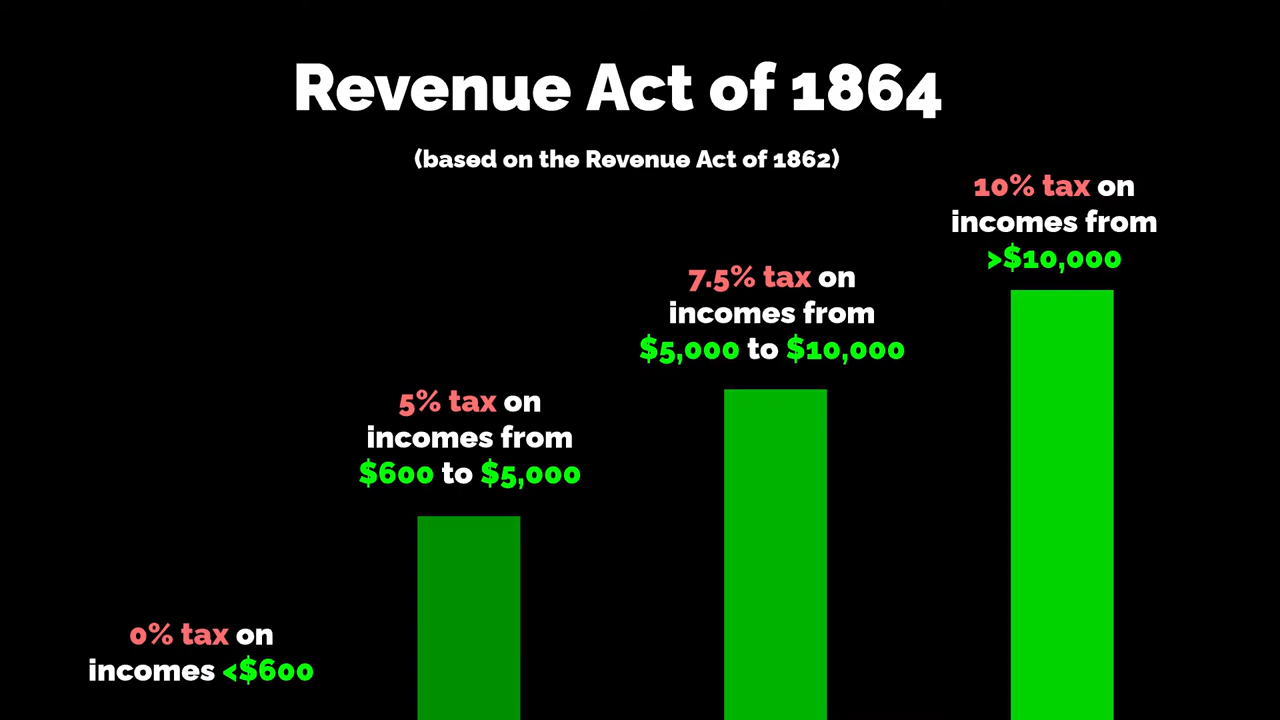 Revenue Act of 1864
(based on the Revenue Act of 1862)
0% tax on
incomes <$600
5% tax on
incomes from
$600 to $5,000
7.5% tax on
incomes from
$5,000 to $10,000
10% tax on
incomes from
>$10,000